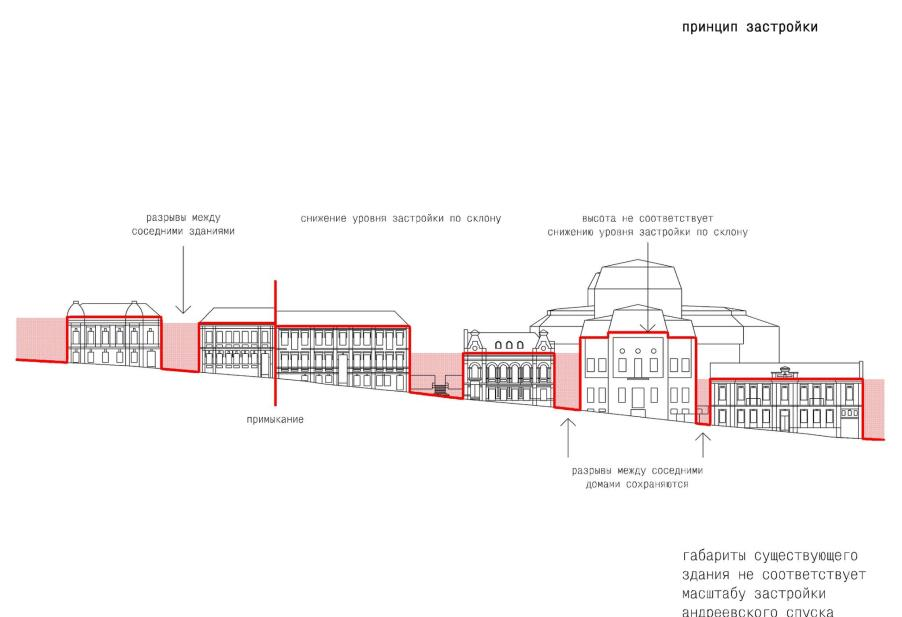 принцип застройки
разрывы между
соседними зданиями
снижение уровня застройки по склону
высота не соответствует
снижению уровня застройки по склону
примыкание
разрывы между соседними
домами сохраняются
габариты существующего
здания не соответствует
масштабу застройки
андреевского спуска